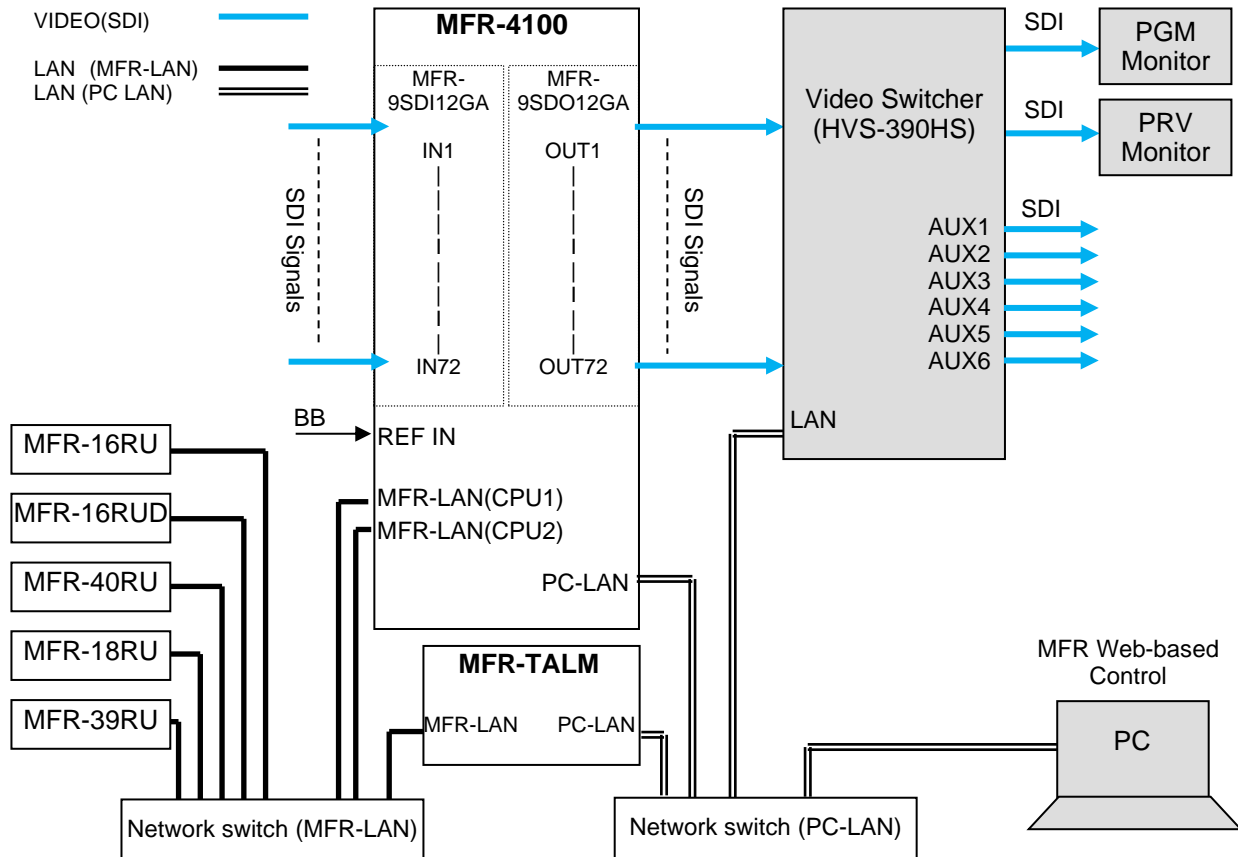 VIDEO(SDI)
LAN (MFR-LAN)
LAN (PC LAN)
MFR-4100
MFR-
9SDI12GA
MFR-
9SDO12GA
IN1
OUT1
SDI Signals
SDI Signals
IN72
OUT72
BB
REF IN
MFR-LAN(CPU1)
MFR-LAN(CPU2)
PC-LAN
Video Switcher
(HVS-390HS)
AUX1
AUX2
AUX3
AUX4
AUX5
AUX6
LAN
SDI
PGM
Monitor
SDI
PRV
Monitor
SDI
MFR-16RU
MFR-16RUD
MFR-40RU
MFR-18RU
MFR-39RU
MFR-TALM
MFR-LAN
PC-LAN
MFR Web-based
Control
PC
Network switch (MFR-LAN)
Network switch (PC-LAN)